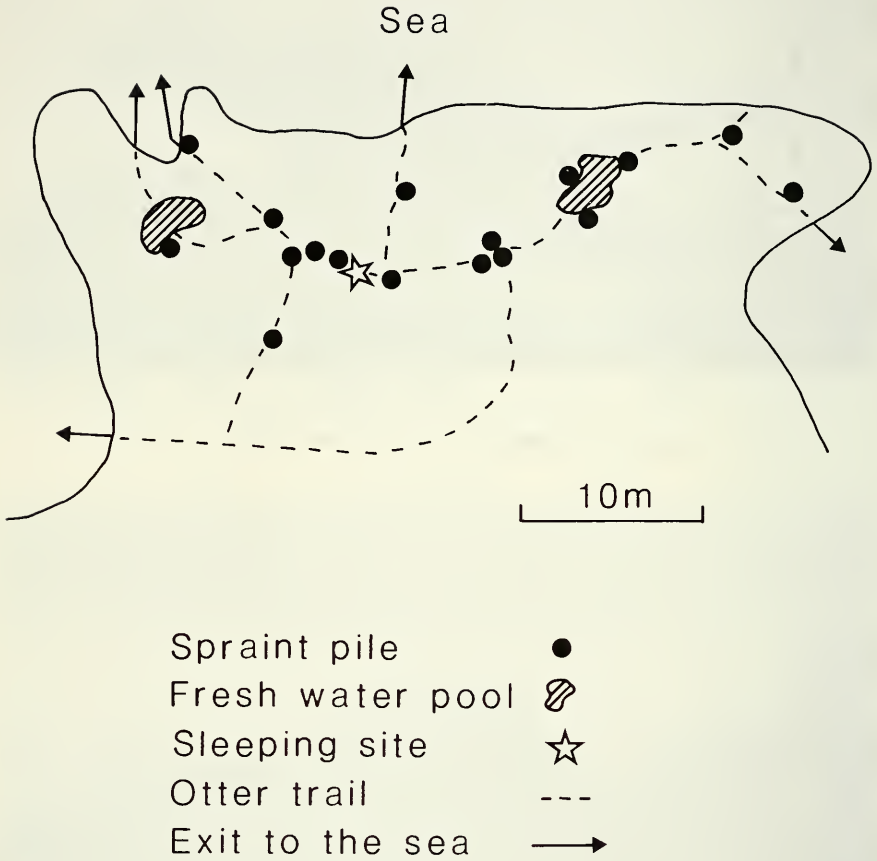 Sea
10m
Spraint pile
Fresh water pool
Sleeping site
Otter trail
Exit to the sea